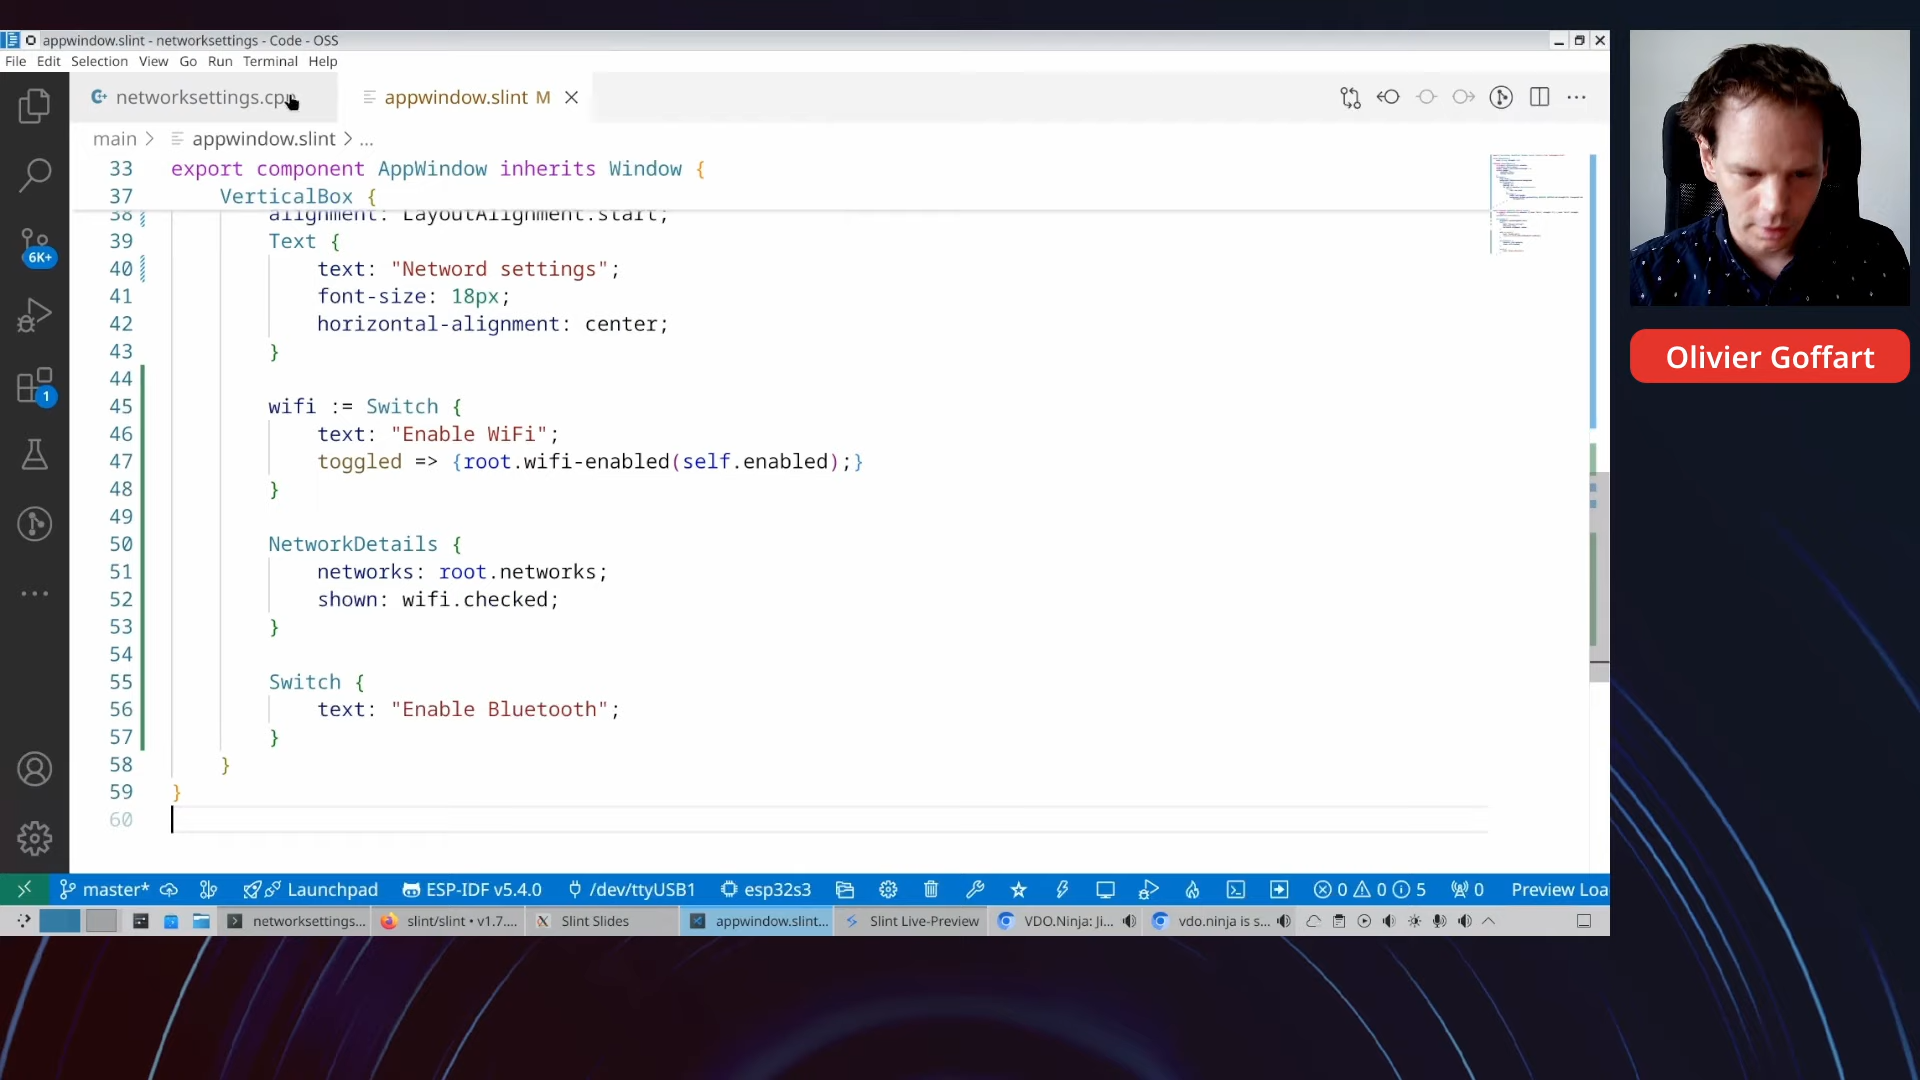 appwindow.slint - networksettings - Code - OSS
File Edit Selection View Go Run Terminal Help
networksettings.cpp
appwindow.slint M
main > appwindow.slint > ...
33 export component AppWindow inherits Window {
37 VerticalBox {
38 alignment: LayoutAlignment.start;
39 Text {
40 text: "Netword settings";
41 font-size: 18px;
42 horizontal-alignment: center;
43 }
44
45 wifi := Switch {
46 text: "Enable WiFi";
47 toggled => {root.wifi-enabled(self.enabled);}
48 }
49
50 NetworkDetails {
51 networks: root.networks;
52 shown: wifi.checked;
53 }
54
55 Switch {
56 text: "Enable Bluetooth";
57 }
58 }
59 }
60
6K+
1
Olivier Goffart
master* Launchpad ESP-IDF v5.4.0 /dev/ttyUSB1 esp32s3 0 0 5 0 Preview Loa
networksettings... slint/slint • v1.7.... Slint Slides appwindow.slint... Slint Live-Preview VDO.Ninja: Ji... vdo.ninja is s...